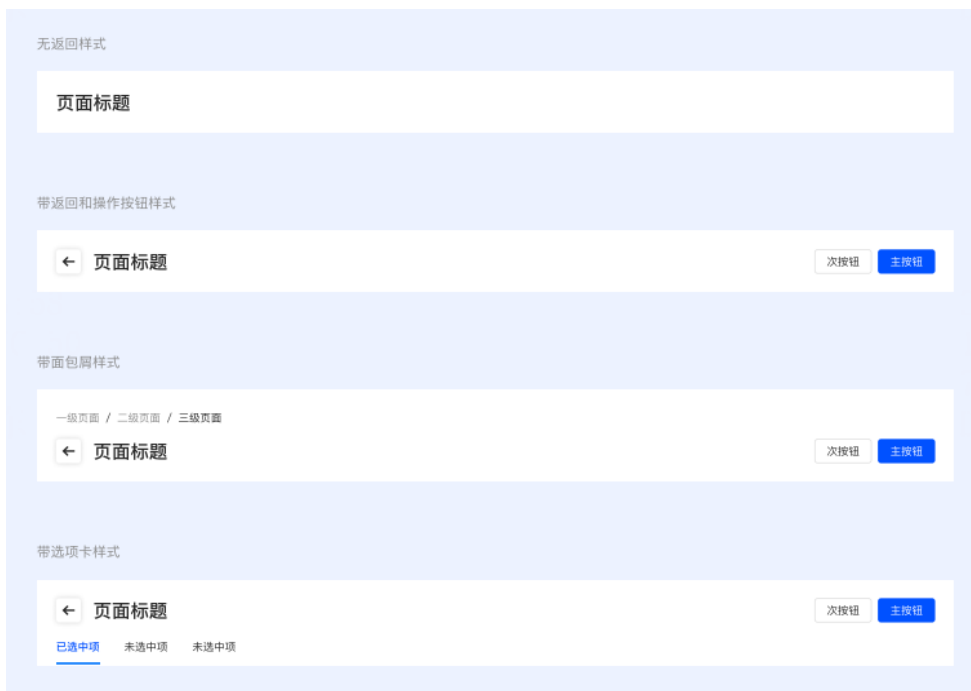 无返回样式
页面标题
带返回和操作按钮样式
页面标题 次按钮 主按钮
带面包屑样式
一级页面 / 二级页面 / 三级页面
页面标题 次按钮 主按钮
带选项卡样式
页面标题 次按钮 主按钮
已选中项 未选中项 未选中项